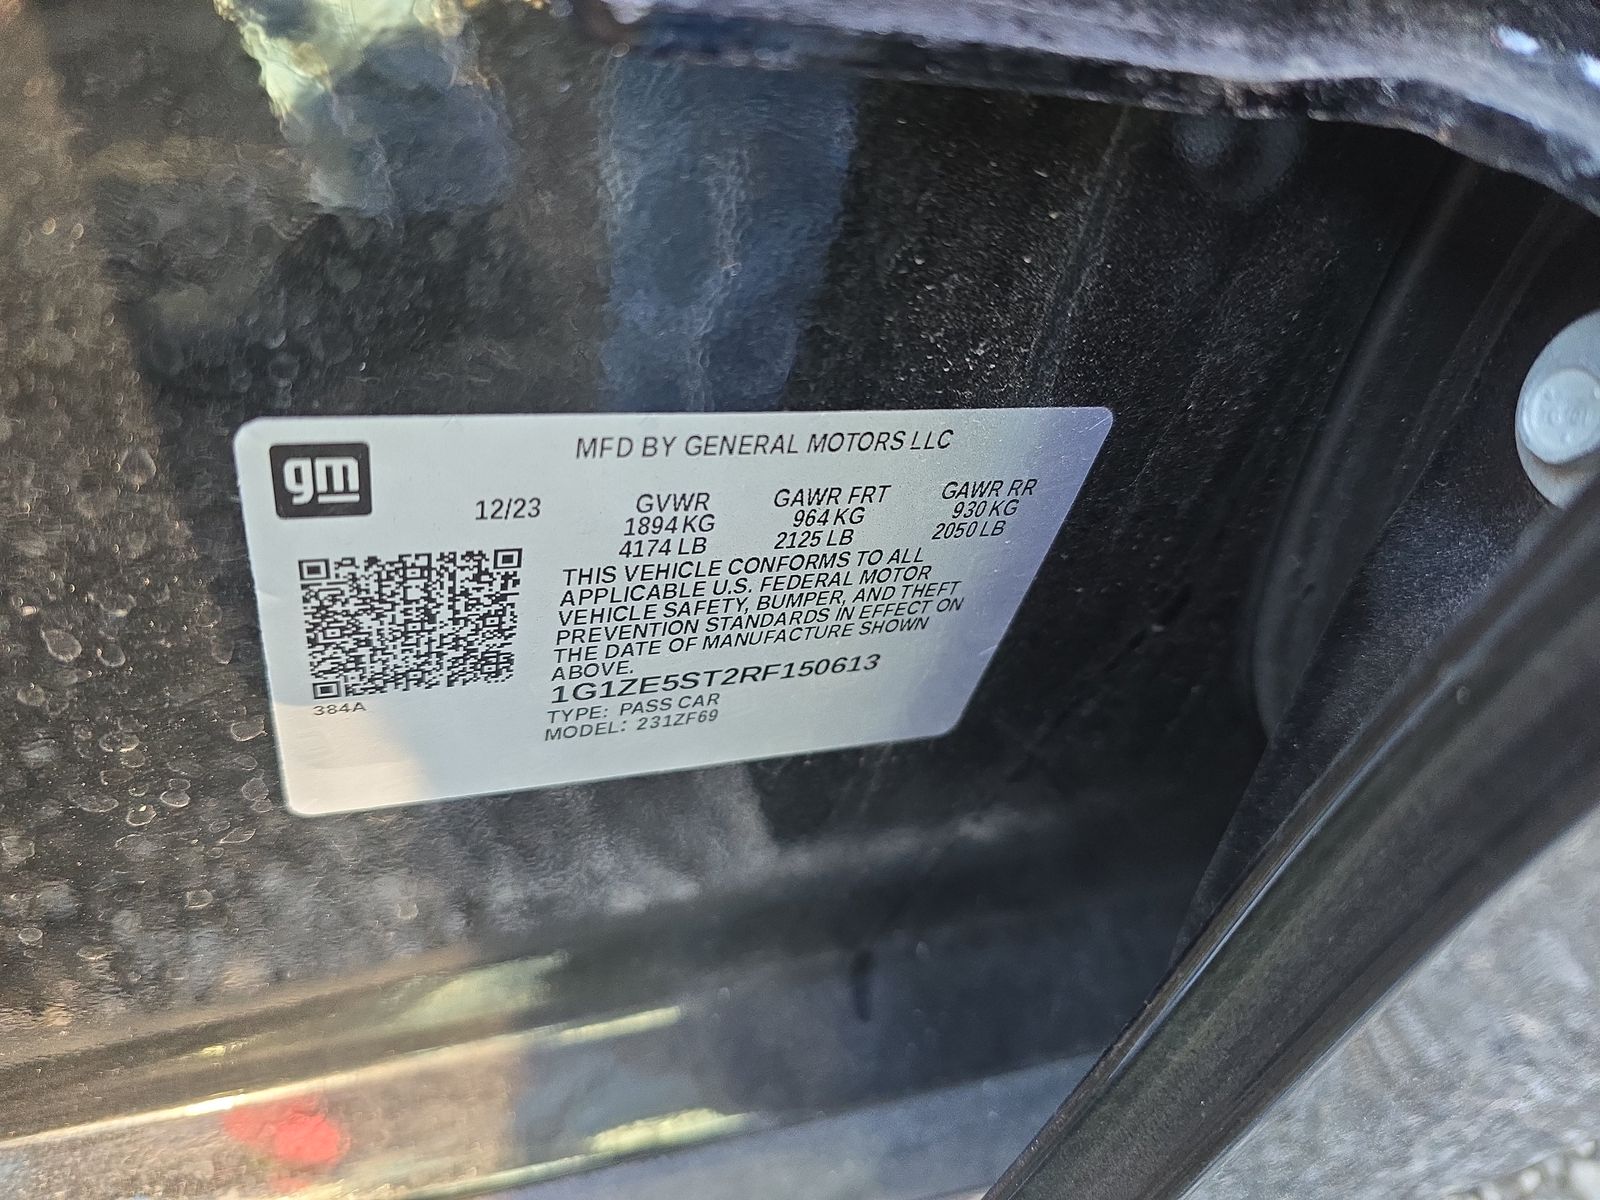 gm
MFD BY GENERAL MOTORS LLC
12/23
GVWR
1894 KG
4174 LB
GAWR FRT
964 KG
2125 LB
GAWR RR
930 KG
2050 LB
THIS VEHICLE CONFORMS TO ALL
APPLICABLE U.S. FEDERAL MOTOR
VEHICLE SAFETY, BUMPER, AND THEFT
PREVENTION STANDARDS IN EFFECT ON
THE DATE OF MANUFACTURE SHOWN
ABOVE.
1G1ZE5ST2RF150613
TYPE: PASS CAR
MODEL: 231ZF69
384A